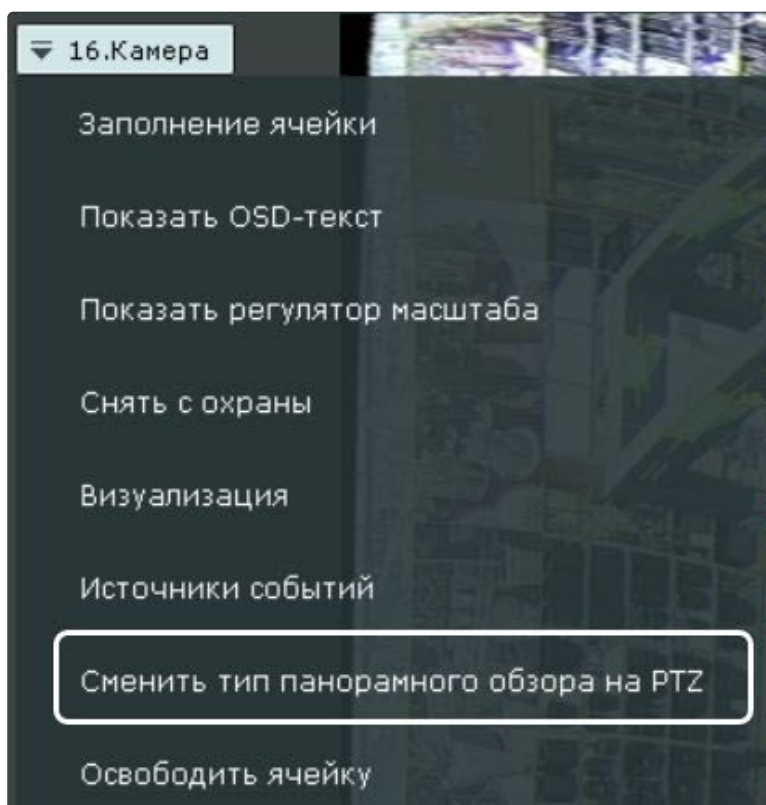 16.Камера
Заполнение ячейки
Показать OSD-текст
Показать регулятор масштаба
Снять с охраны
Визуализация
Источники событий
Сменить тип панорамного обзора на PTZ
Освободить ячейку